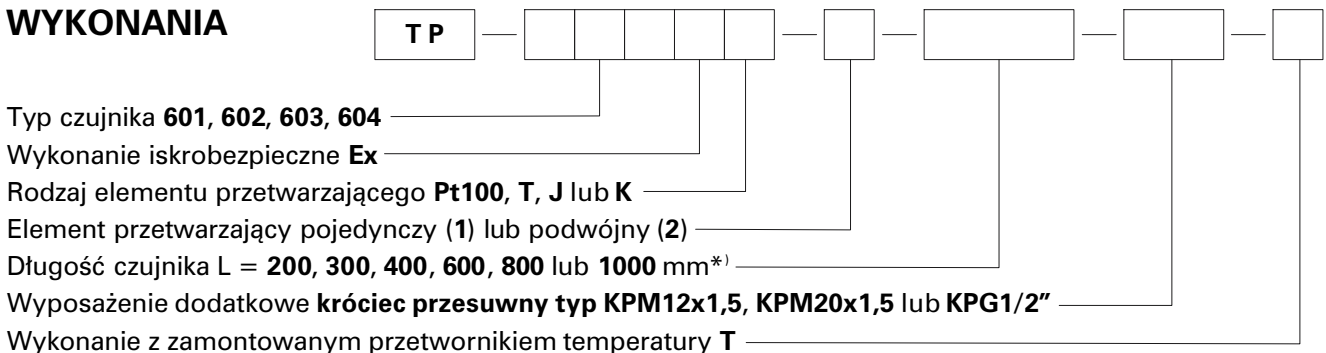 WYKONANIA
T P
Typ czujnika 601, 602, 603, 604
Wykonanie iskrobezpieczne Ex
Rodzaj elementu przetwarzającego Pt100, T, J lub K
Element przetwarzający pojedynczy (1) lub podwójny (2)
Długość czujnika L = 200, 300, 400, 600, 800 lub 1000 mm*)
Wyposażenie dodatkowe króciec przesuwny typ KPM12x1,5, KPM20x1,5 lub KPG1/2"
Wykonanie z zamontowanym przetwornikiem temperatury T